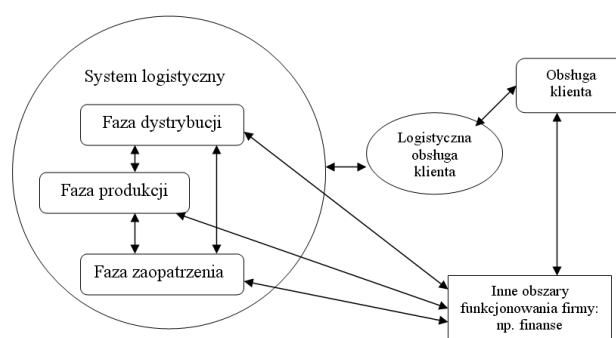 System logistyczny
Faza dystrybucji
Faza produkcji
Faza zaopatrzenia
Logistyczna
obsługa
klienta
Obsługa
klienta
Inne obszary
funkcjonowania firmy:
np. finanse